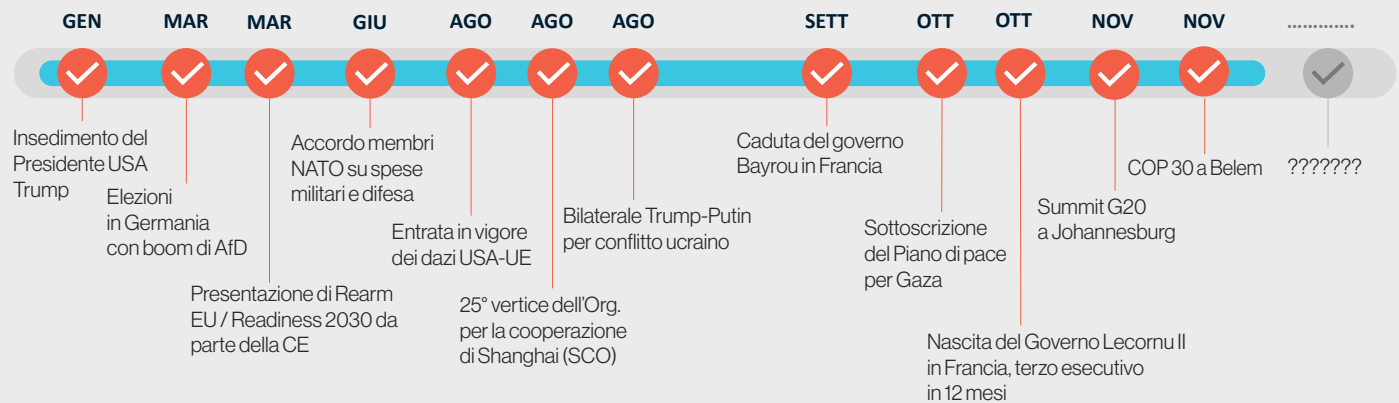 GEN MAR MAR GIU AGO AGO AGO SETT OTT OTT NOV NOV .............
Insedimento del
Presidente USA
Trump
Elezioni
in Germania
con boom di AfD
Presentazione di Rearm
EU / Readiness 2030 da
parte della CE
Accordo membri
NATO su spese
militari e difesa
Entrata in vigore
dei dazi USA-UE
25° vertice dell'Org.
per la cooperazione
di Shanghai (SCO)
Bilaterale Trump-Putin
per conflitto ucraino
Caduta del governo
Bayrou in Francia
Sottoscrizione
del Piano di pace
per Gaza
Nascita del Governo Lecornu II
in Francia, terzo esecutivo
in 12 mesi
Summit G20
a Johannesburg
COP 30 a Belem
???????